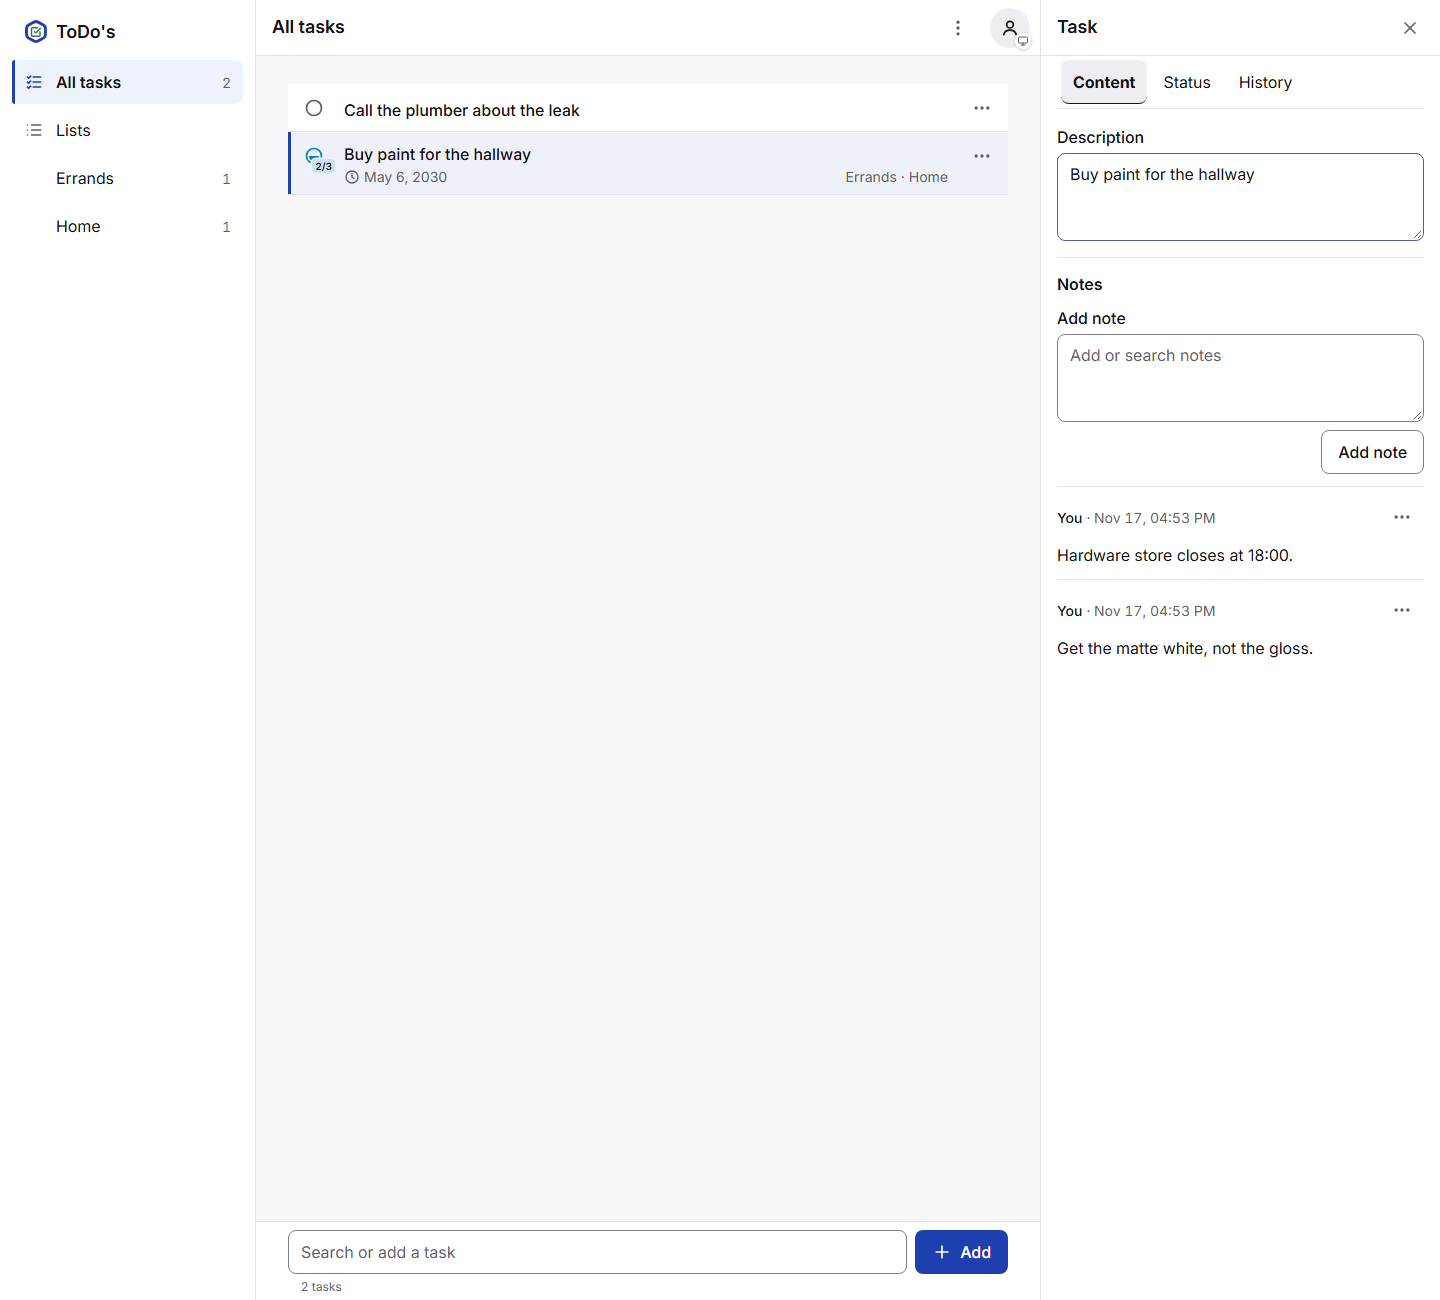 ToDo's
All tasks 2
Lists
Errands 1
Home 1
All tasks
Call the plumber about the leak
2/3
Buy paint for the hallway
May 6, 2030
Errands · Home
Search or add a task
Add
2 tasks
Task
Content Status History
Description
Buy paint for the hallway
Notes
Add note
Add or search notes
Add note
You · Nov 17, 04:53 PM
Hardware store closes at 18:00.
You · Nov 17, 04:53 PM
Get the matte white, not the gloss.